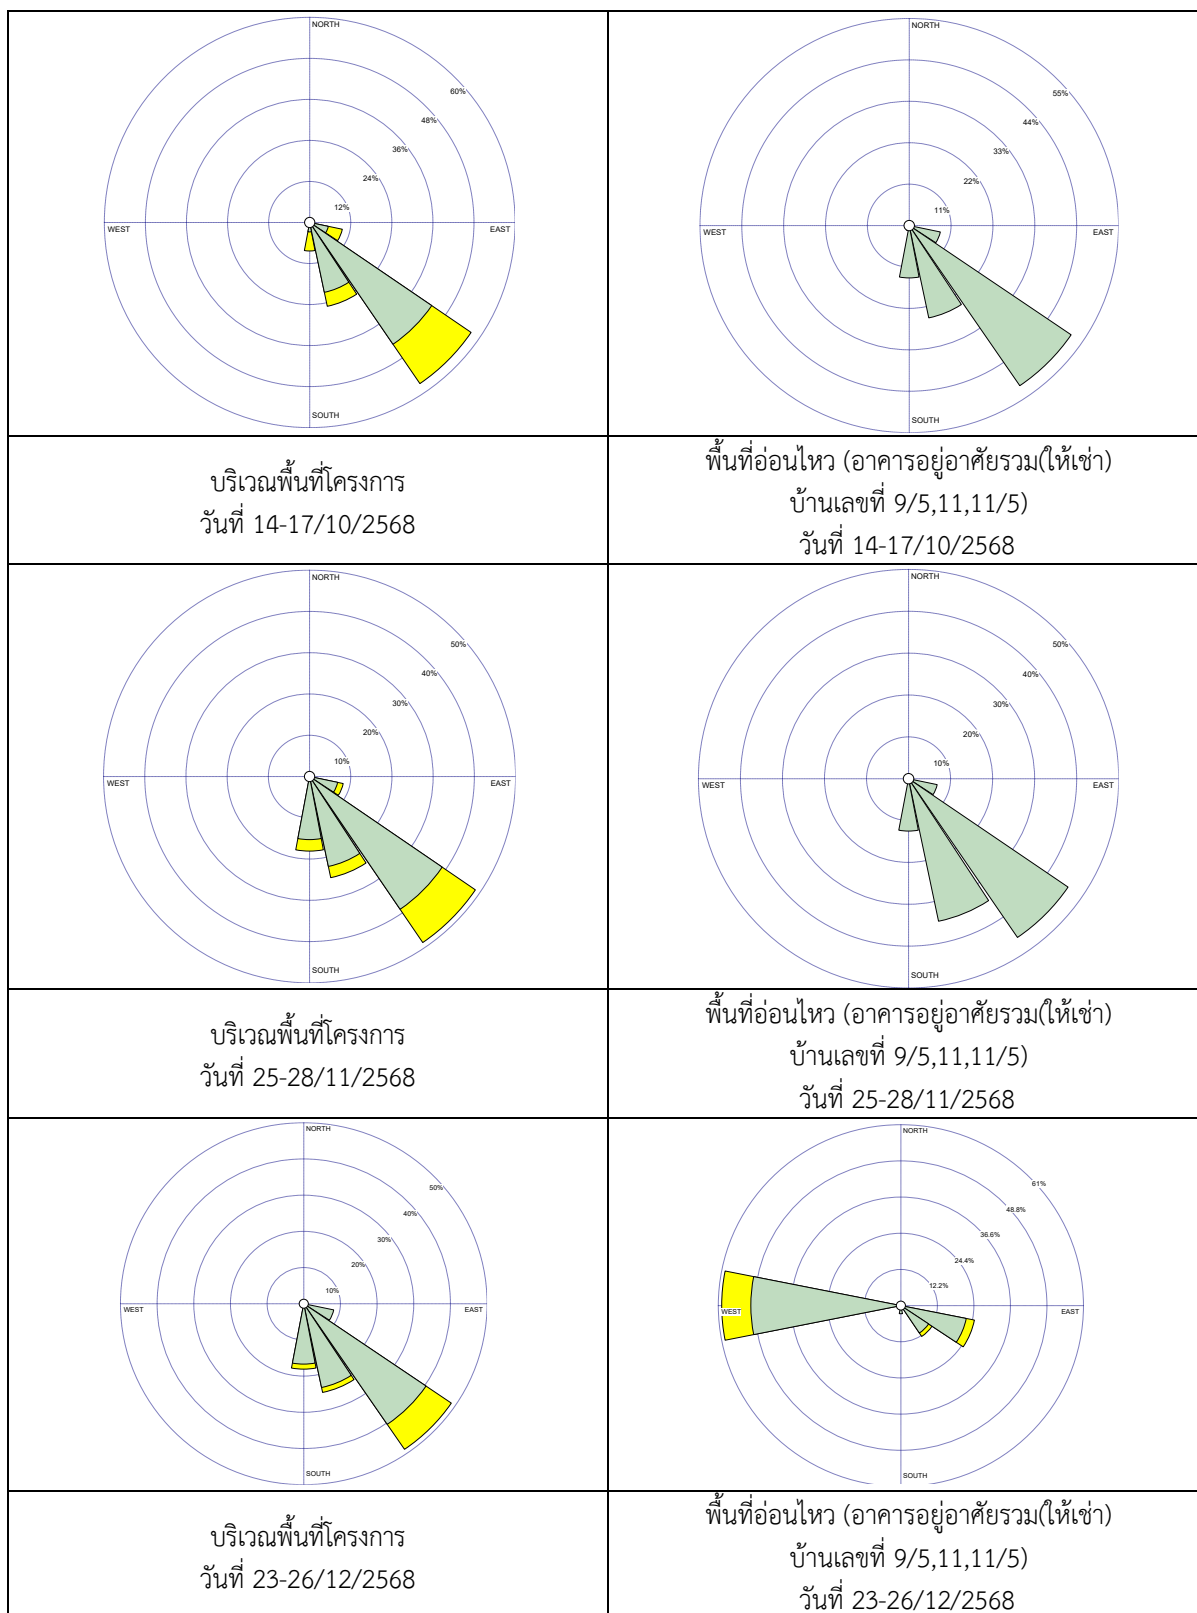 NORTH
60%
48%
36%
24%
12%
WEST
EAST
SOUTH
NORTH
55%
44%
33%
22%
11%
WEST
EAST
SOUTH
บริเวณพื้นที่โครงการ
วันที่ 14-17/10/2568
พื้นที่อ่อนไหว (อาคารอยู่อาศัยรวม(ให้เช่า)
บ้านเลขที่ 9/5,11,11/5)
วันที่ 14-17/10/2568
NORTH
50%
40%
30%
20%
10%
WEST
EAST
SOUTH
NORTH
50%
40%
30%
20%
10%
WEST
EAST
SOUTH
บริเวณพื้นที่โครงการ
วันที่ 25-28/11/2568
พื้นที่อ่อนไหว (อาคารอยู่อาศัยรวม(ให้เช่า)
บ้านเลขที่ 9/5,11,11/5)
วันที่ 25-28/11/2568
NORTH
50%
40%
30%
20%
10%
WEST
EAST
SOUTH
NORTH
61%
48.8%
36.6%
24.4%
12.2%
WEST
EAST
SOUTH
บริเวณพื้นที่โครงการ
วันที่ 23-26/12/2568
พื้นที่อ่อนไหว (อาคารอยู่อาศัยรวม(ให้เช่า)
บ้านเลขที่ 9/5,11,11/5)
วันที่ 23-26/12/2568